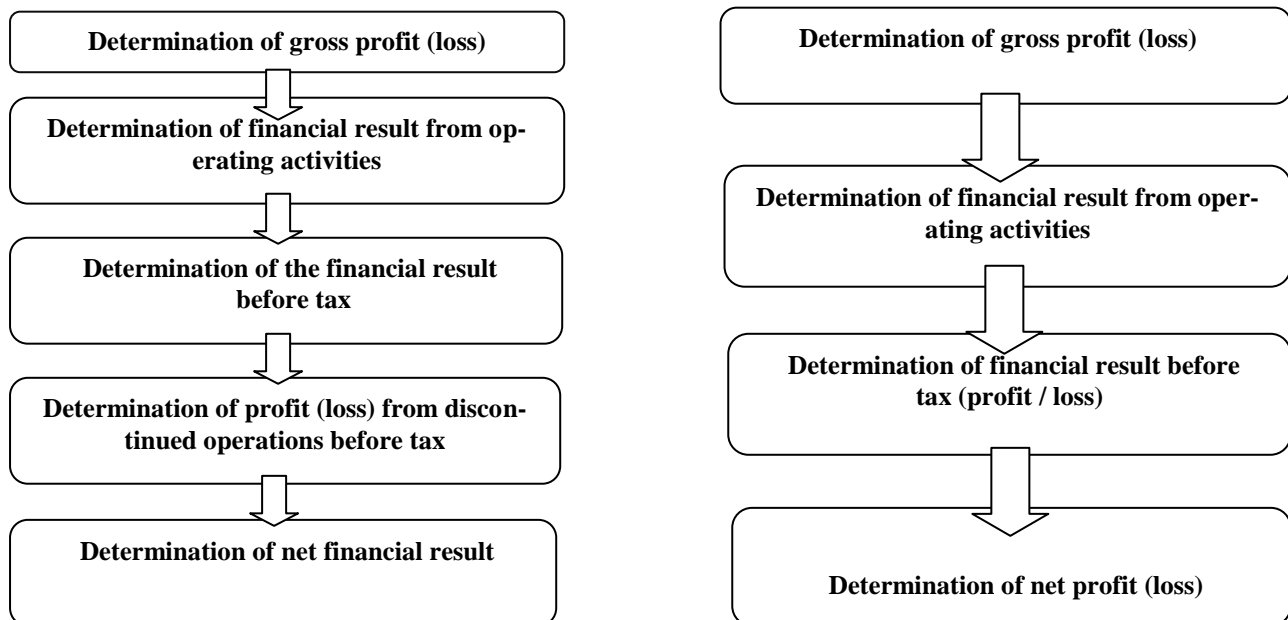 Determination of gross profit (loss)
Determination of financial result from op-
erating activities
Determination of the financial result
before tax
Determination of profit (loss) from discon-
tinued operations before tax
Determination of net financial result
Determination of gross profit (loss)
Determination of financial result from oper-
ating activities
Determination of financial result before
tax (profit / loss)
Determination of net profit (loss)